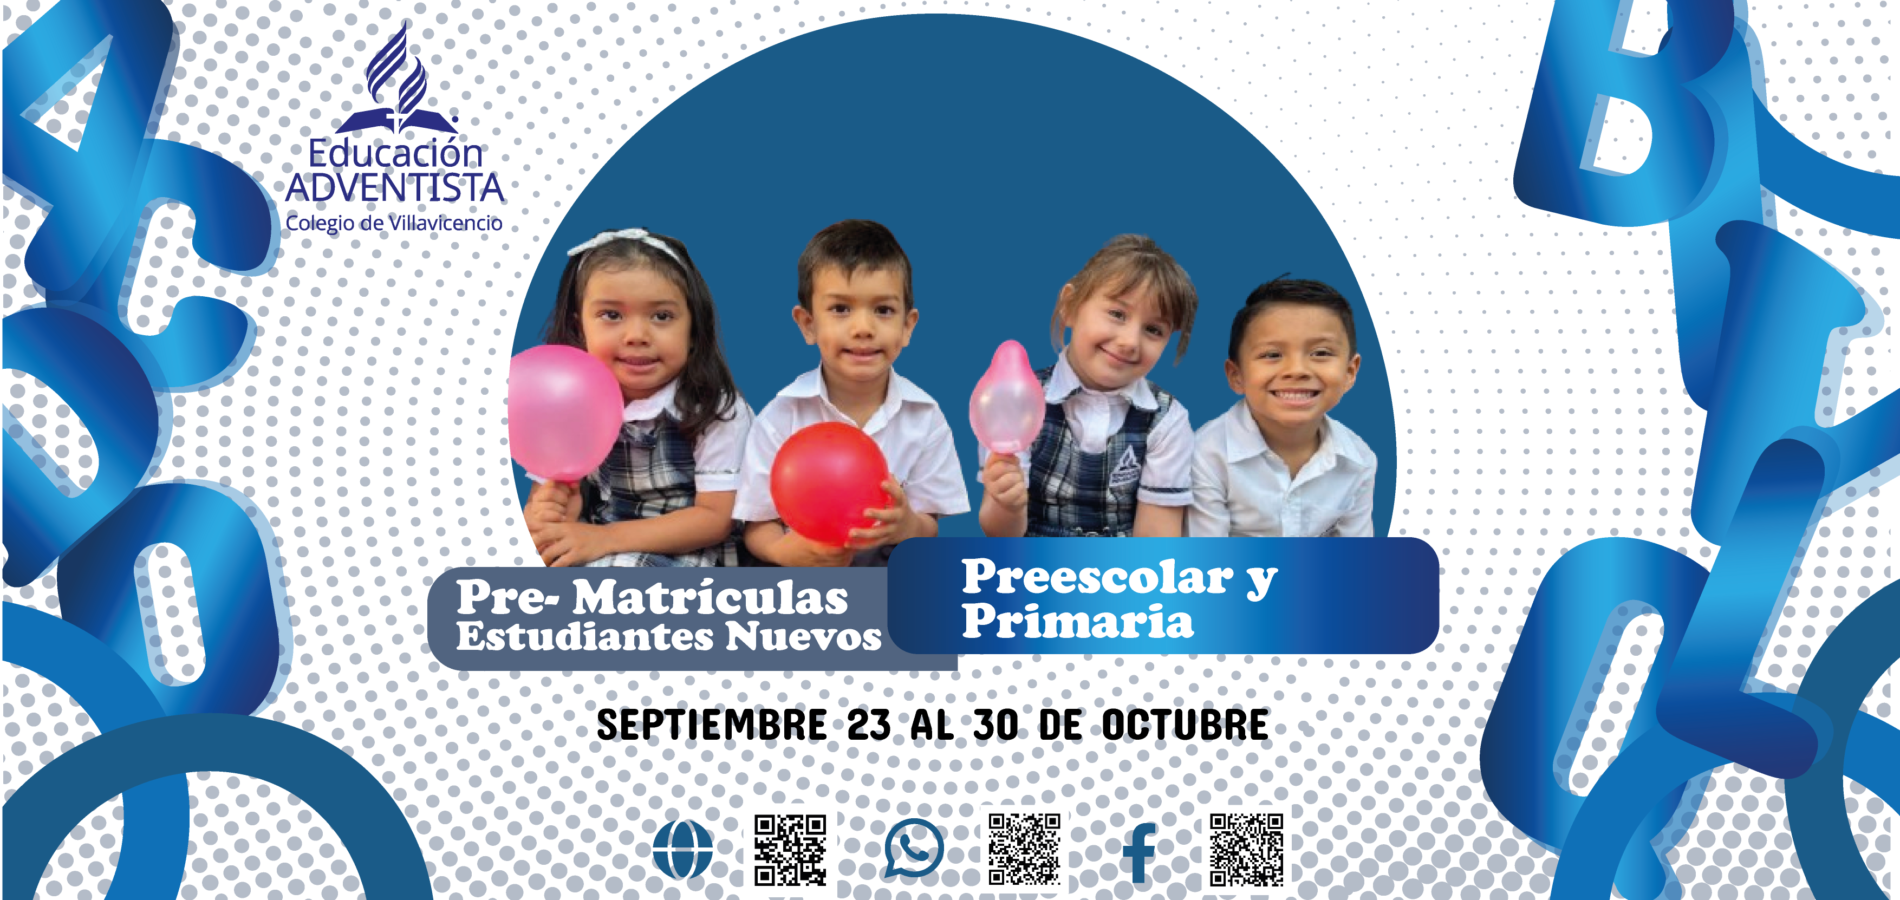 Educación
ADVENTISTA
Colegio de Villavicencio
Pre- Matrículas
Estudiantes Nuevos
Preescolar y
Primaria
SEPTIEMBRE 23 AL 30 DE OCTUBRE